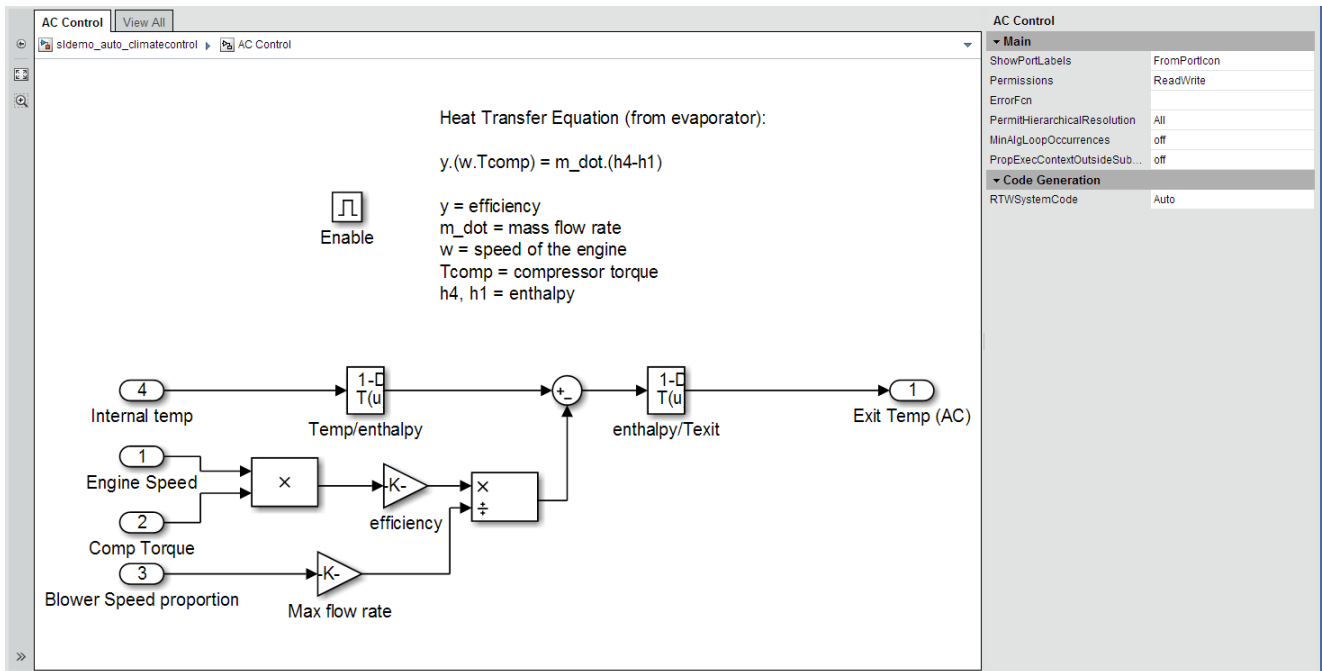 AC Control
View All
sldemo_auto_climatecontrol
AC Control
Heat Transfer Equation (from evaporator):
y.(w.Tcomp) = m_dot.(h4-h1)
y = efficiency
m_dot = mass flow rate
w = speed of the engine
Tcomp = compressor torque
h4, h1 = enthalpy
Enable
4
Internal temp
1-D
T(u
Temp/enthalpy
+
-
1-D
T(u
enthalpy/Texit
1
Exit Temp (AC)
1
Engine Speed
2
Comp Torque
×
-K-
efficiency
×
÷
3
Blower Speed proportion
-K-
Max flow rate
AC Control
Main
ShowPortLabels FromPortIcon
Permissions ReadWrite
ErrorFcn
PermitHierarchicalResolution All
MinAlgLoopOccurrences off
PropExecContextOutsideSub... off
Code Generation
RTWSystemCode Auto